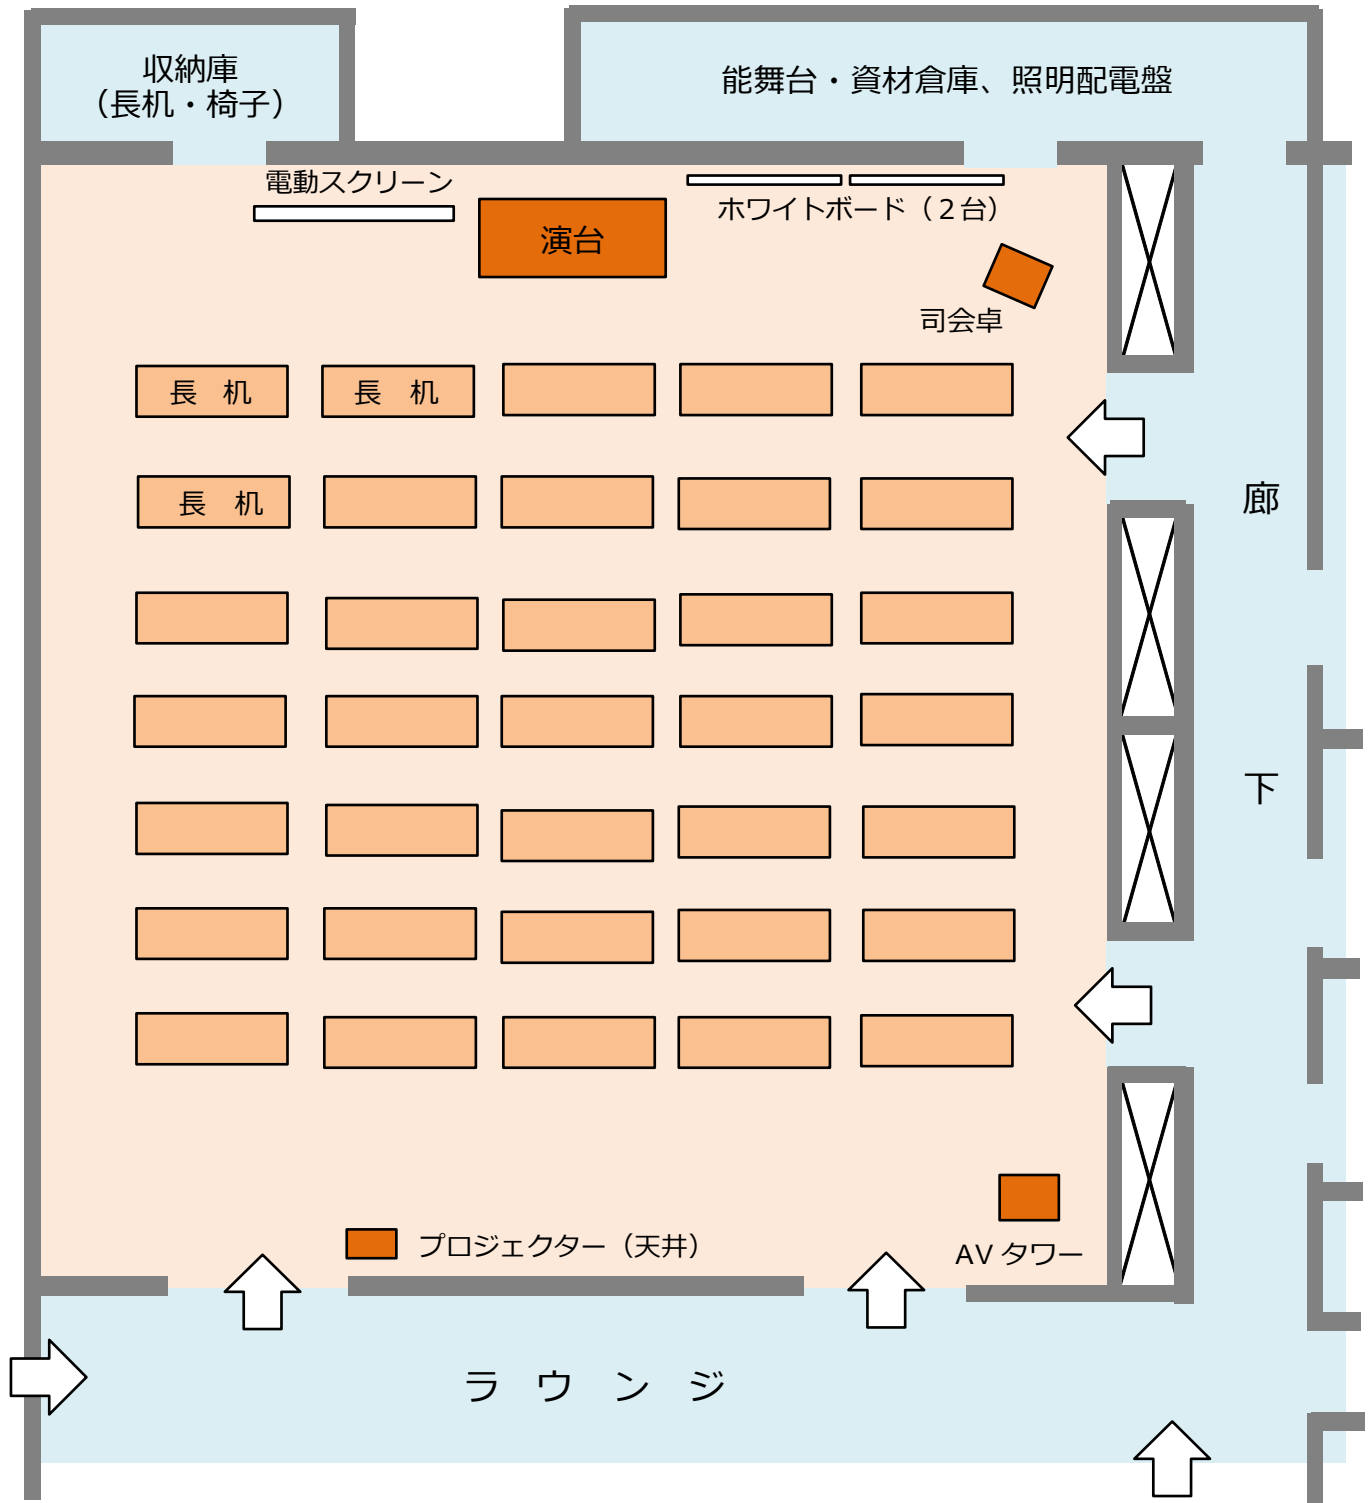 収納庫
（長机・椅子）
能舞台・資材倉庫、照明配電盤
電動スクリーン
ホワイトボード（２台）
演台
司会卓
長　机
長　机
長　机
廊
下
プロジェクター（天井）
AV タワー
ラ　ウ　ン　ジ